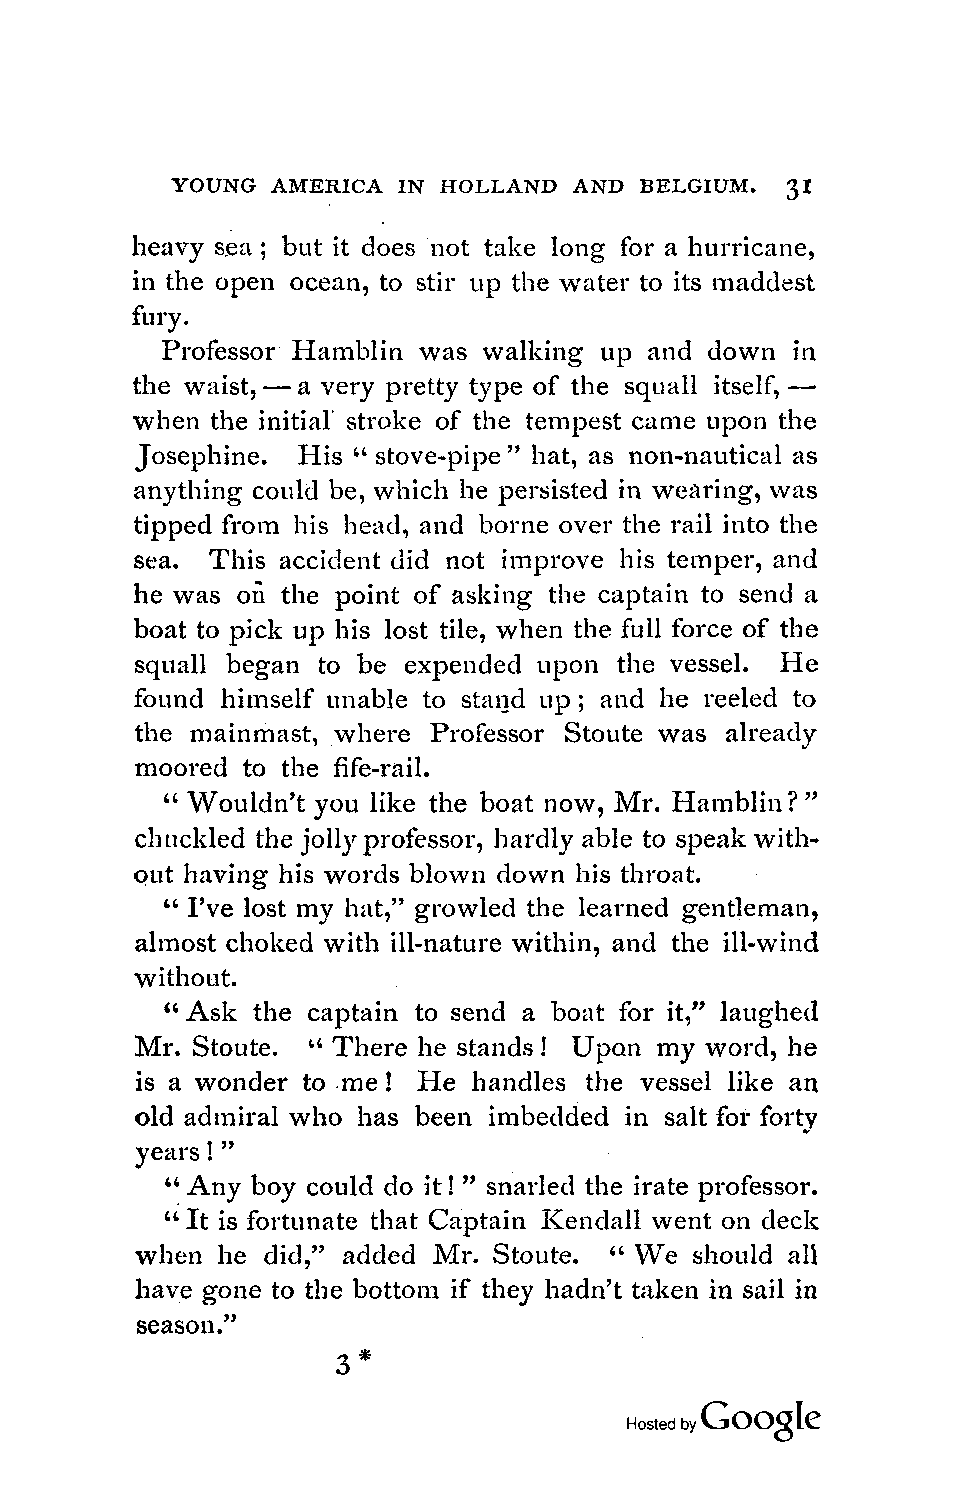 YOUNG AMERICA IN HOLLAND AND BELGIUM. 31
heavy sea ; but it does not take long for a hurricane,
in the open ocean, to stir up the water to its maddest
fury.
Professor Hamblin was walking up and down in
the waist, — a very pretty type of the squall itself, —
when the initial stroke of the tempest came upon the
Josephine. His “ stove-pipe ” hat, as non-nautical as
anything could be, which he persisted in wearing, was
tipped from his head, and borne over the rail into the
sea. This accident did not improve his temper, and
he was on the point of asking the captain to send a
boat to pick up his lost tile, when the full force of the
squall began to be expended upon the vessel. He
found himself unable to stand up ; and he reeled to
the mainmast, where Professor Stoute was already
moored to the fife-rail.
“ Wouldn’t you like the boat now, Mr. Hamblin? ”
chuckled the jolly professor, hardly able to speak with-
out having his words blown down his throat.
“ I’ve lost my hat,” growled the learned gentleman,
almost choked with ill-nature within, and the ill-wind
without.
“ Ask the captain to send a boat for it,” laughed
Mr. Stoute. “ There he stands ! Upon my word, he
is a wonder to me ! He handles the vessel like an
old admiral who has been imbedded in salt for forty
years ! ”
“ Any boy could do it ! ” snarled the irate professor.
“ It is fortunate that Captain Kendall went on deck
when he did,” added Mr. Stoute. “ We should all
have gone to the bottom if they hadn’t taken in sail in
season.”
3 *
Hosted by Google